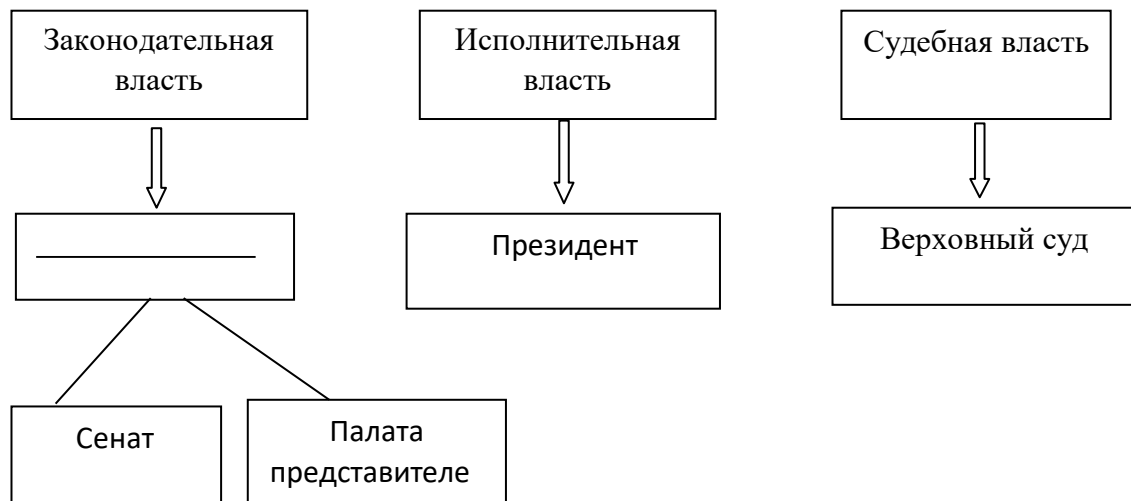 Законодательная
власть
Исполнительная
власть
Судебная власть
Президент
Верховный суд
Сенат
Палата
представителе